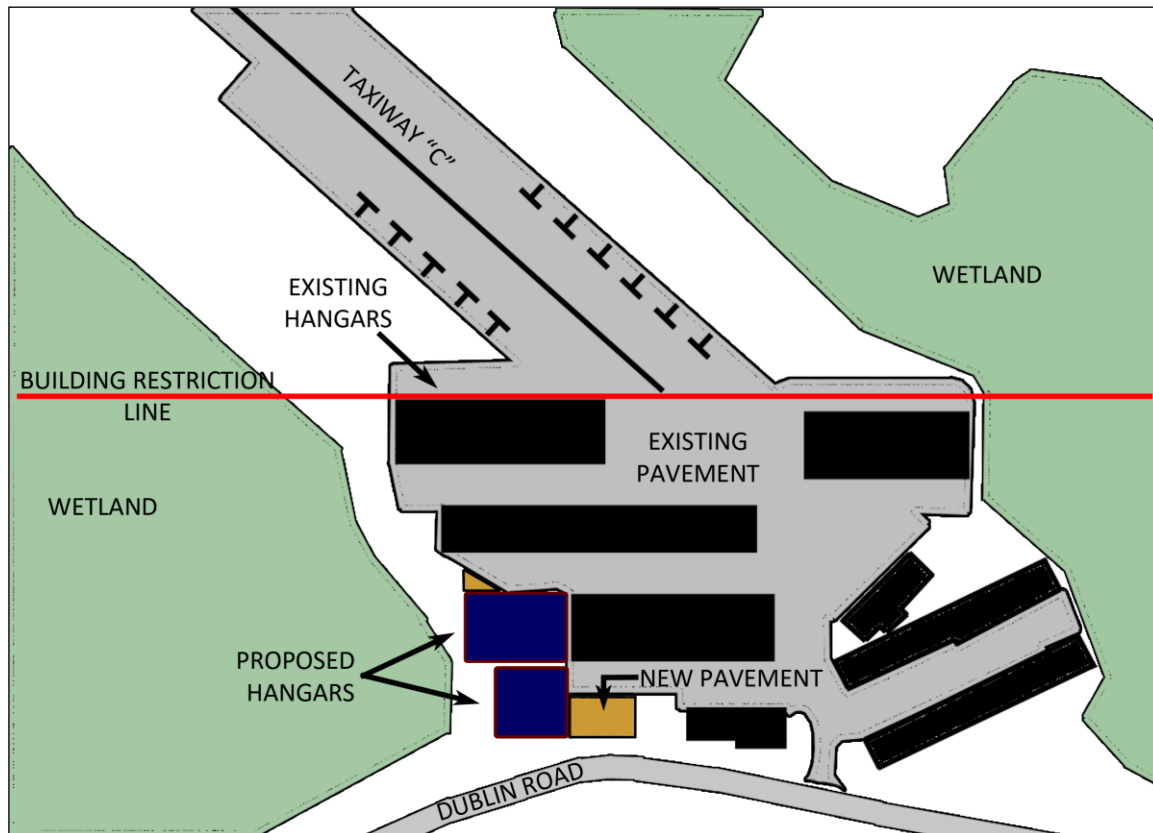 TAXIWAY “C”
WETLAND
EXISTING
HANGARS
BUILDING RESTRICTION
LINE
EXISTING
PAVEMENT
WETLAND
PROPOSED
HANGARS
NEW PAVEMENT
DUBLIN ROAD